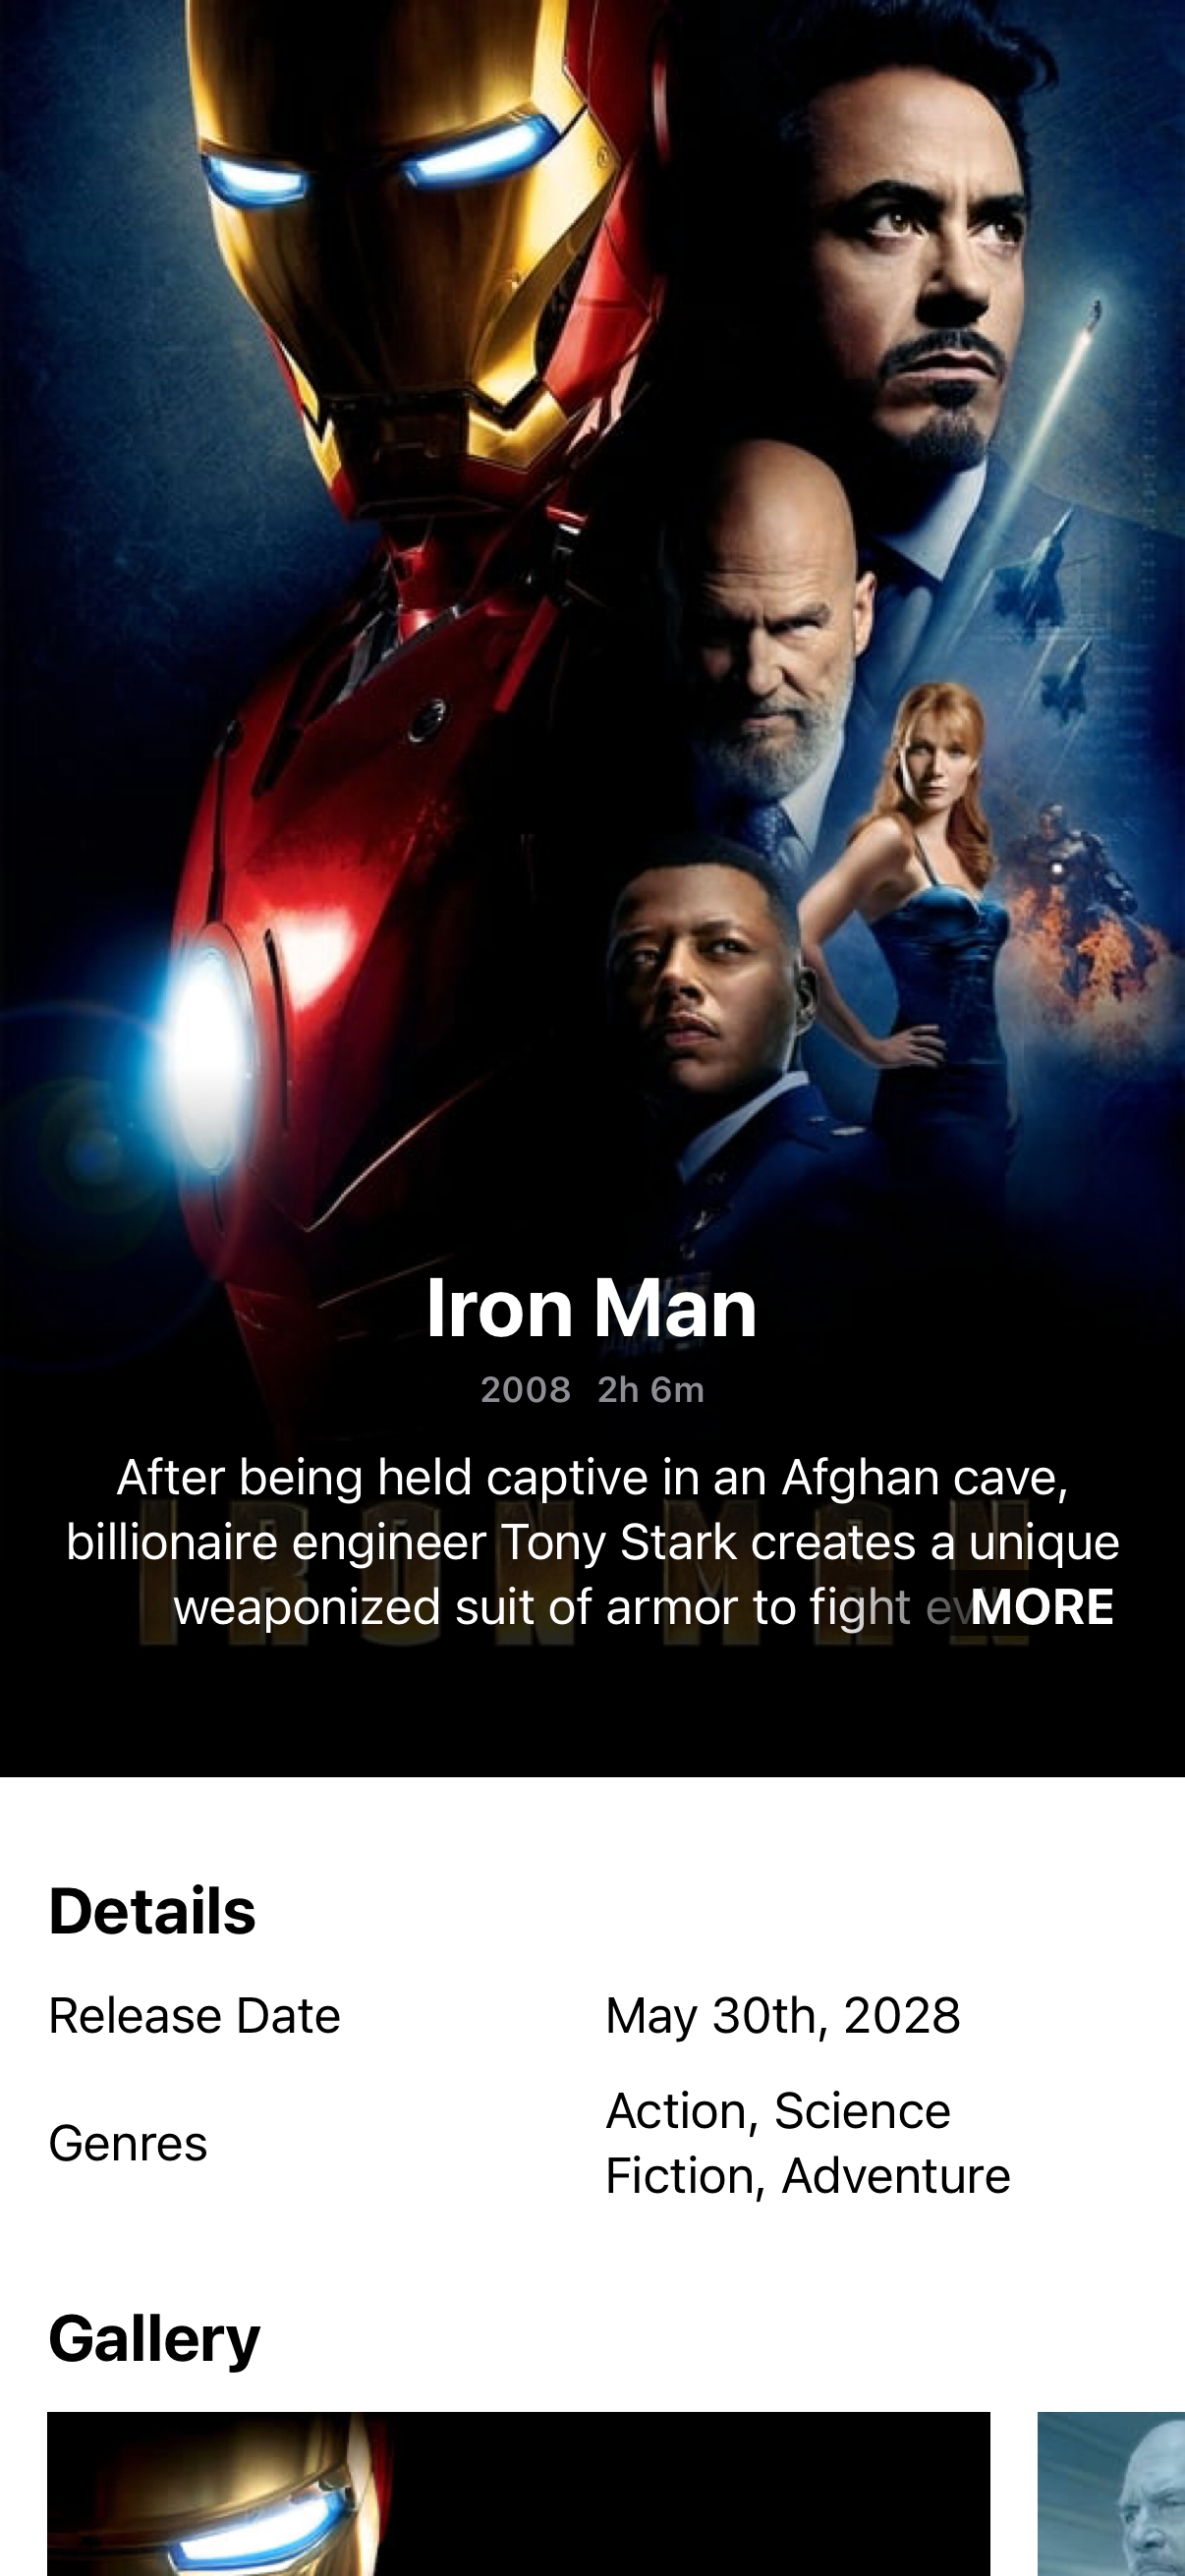 Iron Man
2008 2h 6m
After being held captive in an Afghan cave,
billionaire engineer Tony Stark creates a unique
weaponized suit of armor to fight ev MORE
IRON MAN
Details
Release Date
May 30th, 2028
Genres
Action, Science
Fiction, Adventure
Gallery